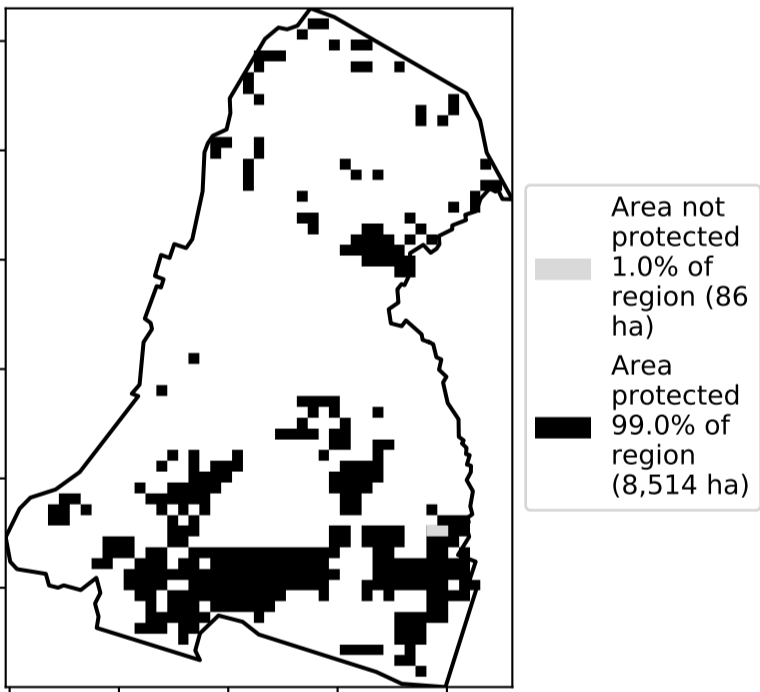 Area not
protected
1.0% of
region (86
ha)
Area
protected
99.0% of
region
(8,514 ha)